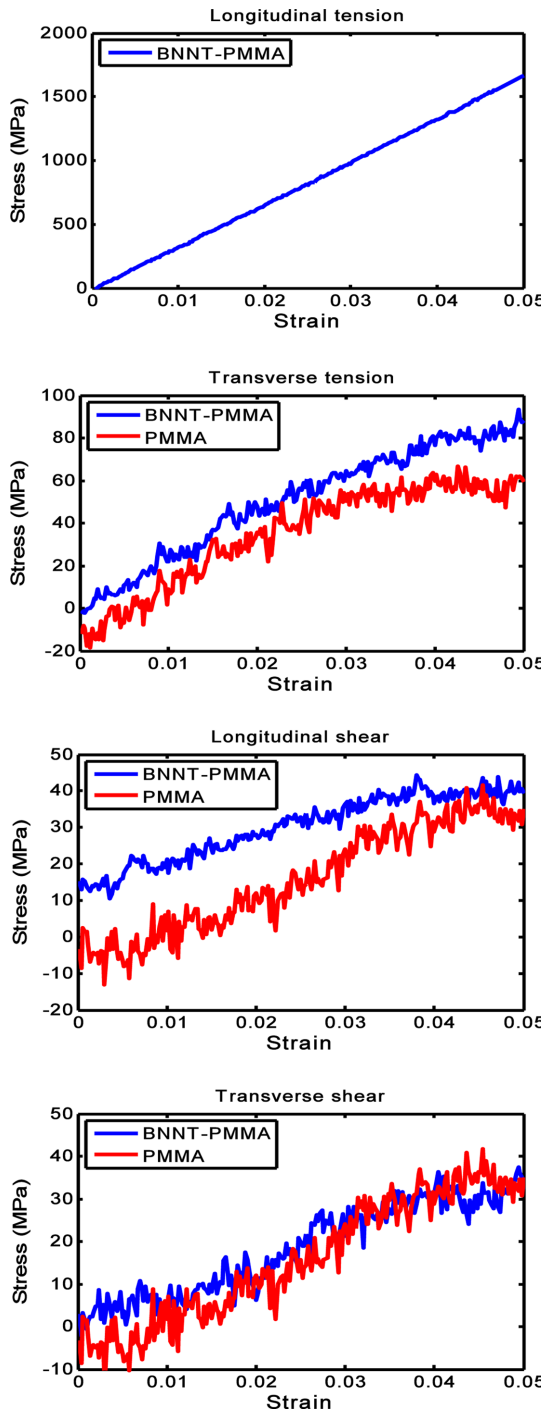 Longitudinal tension
2000
BNNT-PMMA
1500
1000
500
0
Stress (MPa)
0 0.01 0.02 0.03 0.04 0.05
Strain
Transverse tension
100
BNNT-PMMA
80
PMMA
60
40
20
0
-20
Stress (MPa)
0 0.01 0.02 0.03 0.04 0.05
Strain
Longitudinal shear
50
BNNT-PMMA
40
PMMA
30
20
10
0
-10
-20
Stress (MPa)
0 0.01 0.02 0.03 0.04 0.05
Strain
Transverse shear
50
BNNT-PMMA
40
PMMA
30
20
10
0
-10
Stress (MPa)
0 0.01 0.02 0.03 0.04 0.05
Strain